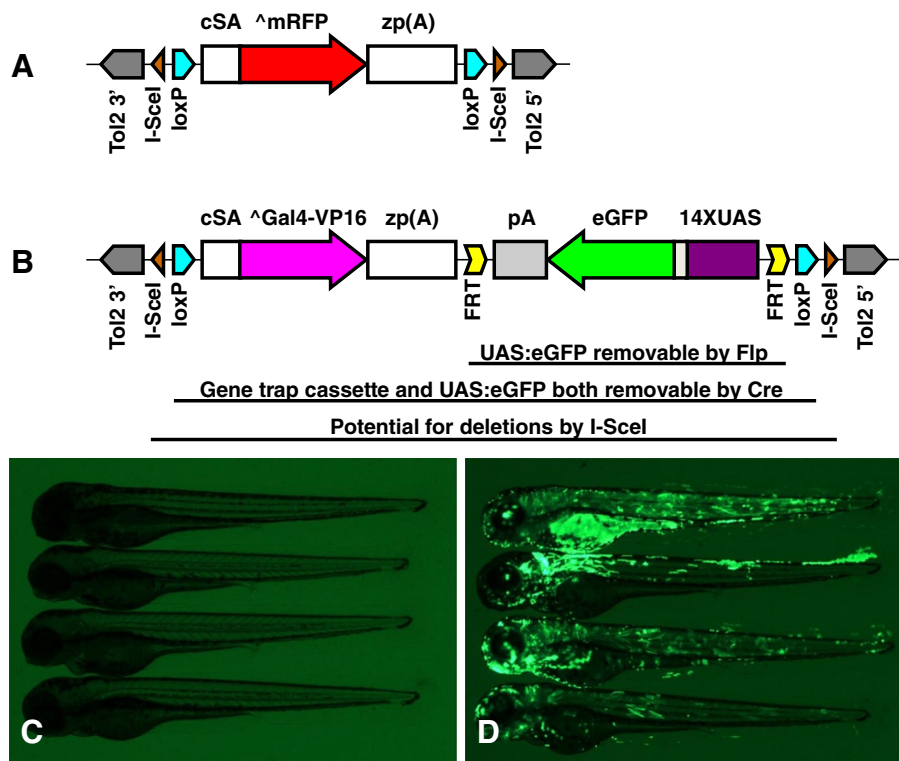 cSA ^mRFP zp(A)
A
Tol2 3’ I-SceI loxP loxP I-SceI Tol2 5’
cSA ^Gal4-VP16 zp(A) pA eGFP 14XUAS
B
Tol2 3’ I-SceI loxP FRT FRT loxP I-SceI Tol2 5’
UAS:eGFP removable by Flp
Gene trap cassette and UAS:eGFP both removable by Cre
Potential for deletions by I-SceI
C D